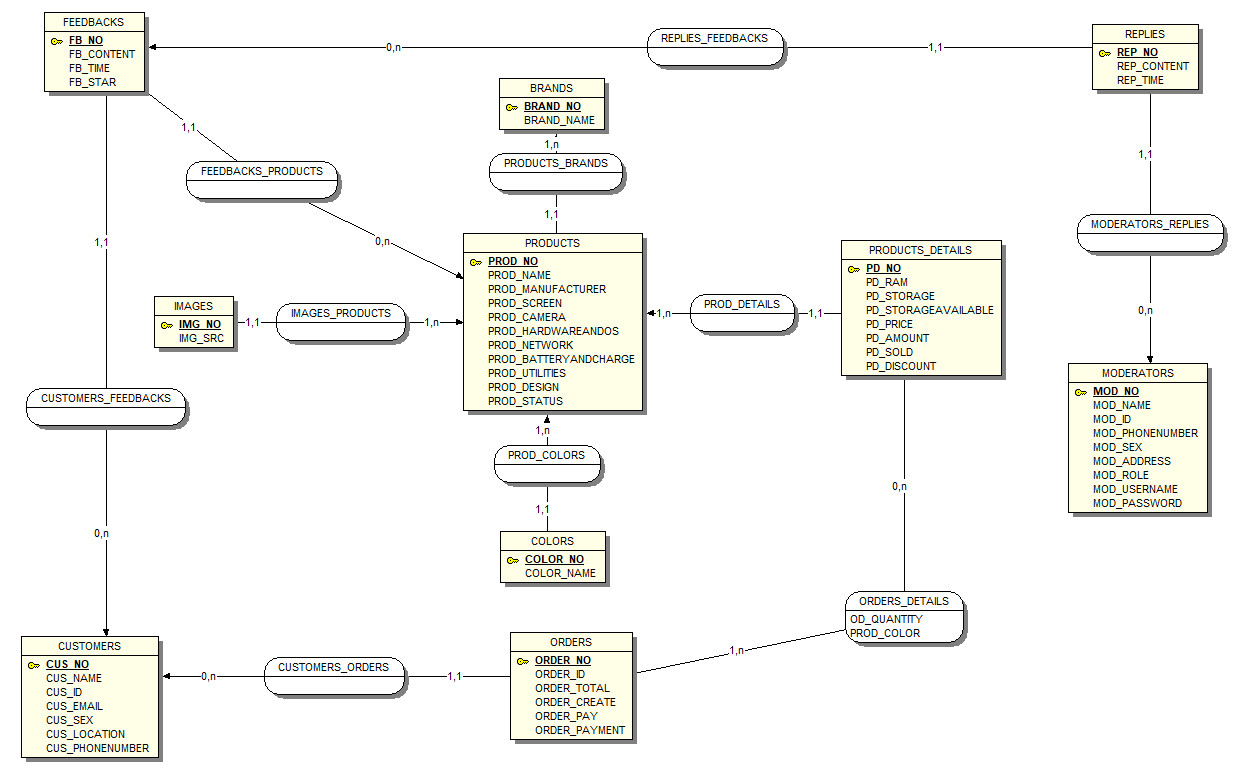 FEEDBACKS
FB_NO
FB_CONTENT
FB_TIME
FB_STAR
0,n
REPLIES_FEEDBACKS
1,1
REPLIES
REP_NO
REP_CONTENT
REP_TIME
BRANDS
BRAND_NO
BRAND_NAME
1,n
PRODUCTS_BRANDS
1,1
1,1
FEEDBACKS_PRODUCTS
0,n
1,1
MODERATORS_REPLIES
0,n
1,1
PRODUCTS
PROD_NO
PROD_NAME
PROD_MANUFACTURER
PROD_SCREEN
PROD_CAMERA
PROD_HARDWAREANDOS
PROD_NETWORK
PROD_BATTERYANDCHARGE
PROD_UTILITIES
PROD_DESIGN
PROD_STATUS
PRODUCTS_DETAILS
PD_NO
PD_RAM
PD_STORAGE
PD_STORAGEAVAILABLE
PD_PRICE
PD_AMOUNT
PD_SOLD
PD_DISCOUNT
IMAGES
IMG_NO
IMG_SRC
1,1
IMAGES_PRODUCTS
1,n
1,n
PROD_DETAILS
1,1
MODERATORS
MOD_NO
MOD_NAME
MOD_ID
MOD_PHONENUMBER
MOD_SEX
MOD_ADDRESS
MOD_ROLE
MOD_USERNAME
MOD_PASSWORD
CUSTOMERS_FEEDBACKS
0,n
1,n
PROD_COLORS
1,1
COLORS
COLOR_NO
COLOR_NAME
0,n
ORDERS_DETAILS
OD_QUANTITY
PROD_COLOR
1,n
CUSTOMERS
CUS_NO
CUS_NAME
CUS_ID
CUS_EMAIL
CUS_SEX
CUS_LOCATION
CUS_PHONENUMBER
0,n
CUSTOMERS_ORDERS
1,1
ORDERS
ORDER_NO
ORDER_ID
ORDER_TOTAL
ORDER_CREATE
ORDER_PAY
ORDER_PAYMENT